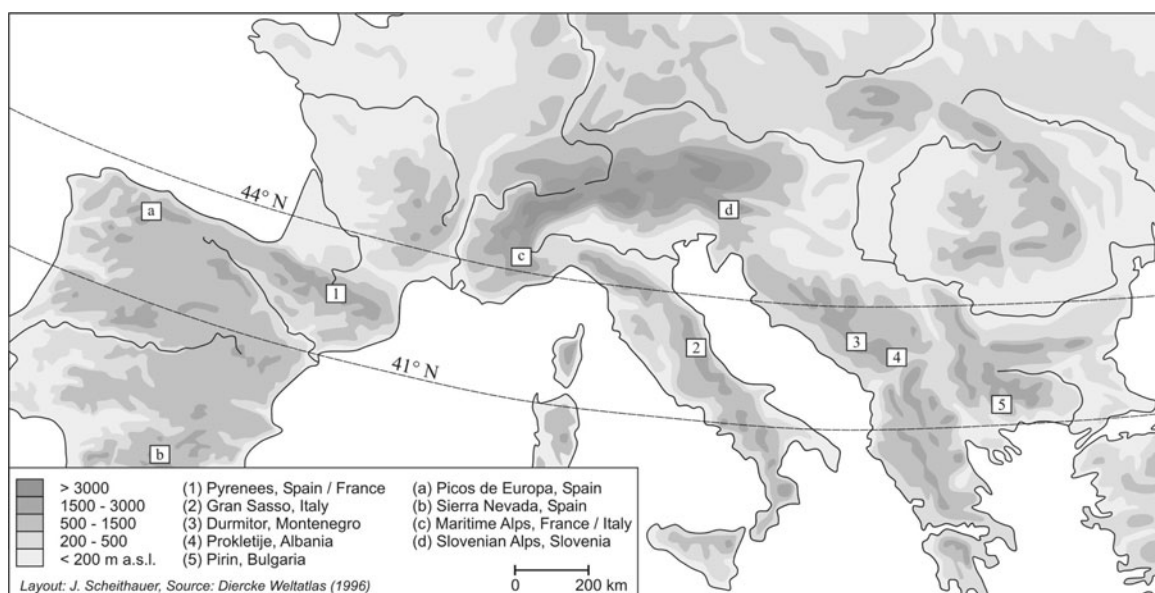 44° N
a
d
c
1
41° N
2
3
4
5
b
> 3000
1500 - 3000
500 - 1500
200 - 500
< 200 m a.s.l.
(1) Pyrenees, Spain / France
(2) Gran Sasso, Italy
(3) Durmitor, Montenegro
(4) Prokletije, Albania
(5) Pirin, Bulgaria
(a) Picos de Europa, Spain
(b) Sierra Nevada, Spain
(c) Maritime Alps, France / Italy
(d) Slovenian Alps, Slovenia
0 200 km
Layout: J. Scheithauer, Source: Diercke Weltatlas (1996)